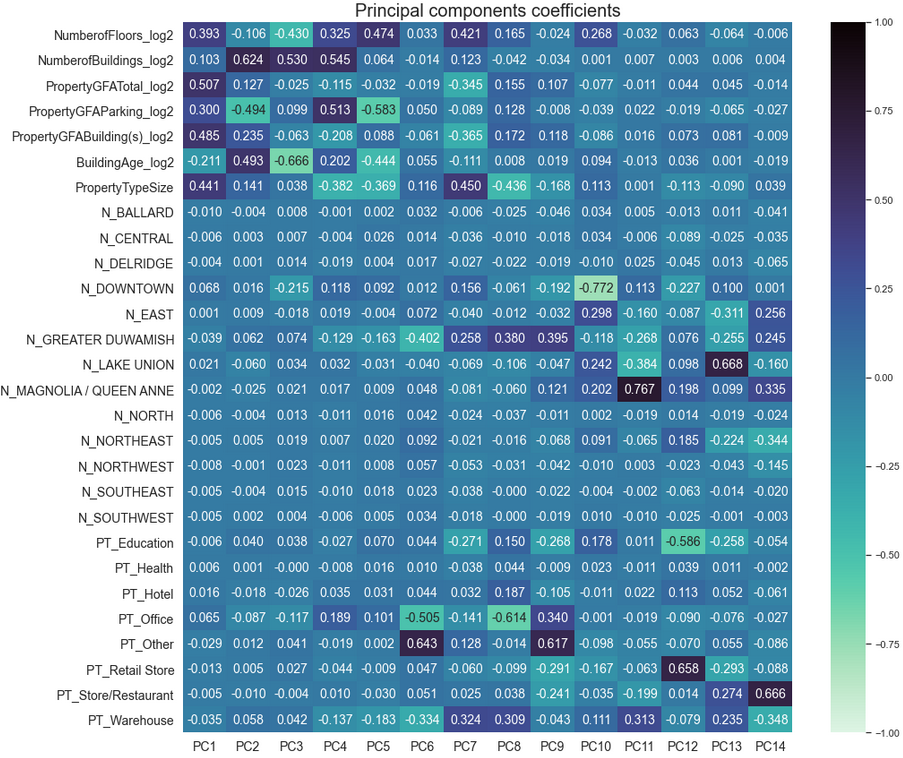 Principal components coefficients
NumberofFloors_log2 0.393 -0.106 -0.430 0.325 0.474 0.033 0.421 0.165 -0.024 0.268 -0.032 0.063 -0.064 -0.006
NumberofBuildings_log2 0.103 0.624 0.530 0.545 0.064 -0.014 0.123 -0.042 -0.034 0.001 0.007 0.003 0.006 0.004
PropertyGFATotal_log2 0.507 0.127 -0.025 -0.115 -0.032 -0.019 -0.345 0.155 0.107 -0.077 -0.011 0.044 0.045 -0.014
PropertyGFAParking_log2 0.300 -0.494 0.099 0.513 -0.583 0.050 -0.089 0.128 -0.008 -0.039 0.022 -0.019 -0.065 -0.027
PropertyGFABuilding(s)_log2 0.485 0.235 -0.063 -0.208 0.088 -0.061 -0.365 0.172 0.118 -0.086 0.016 0.073 0.081 -0.009
BuildingAge_log2 -0.211 0.493 -0.666 0.202 -0.444 0.055 -0.111 0.008 0.019 0.094 -0.013 0.036 0.001 -0.019
PropertyTypeSize 0.441 0.141 0.038 -0.382 -0.369 0.116 0.450 -0.436 -0.168 0.113 0.001 -0.113 -0.090 0.039
N_BALLARD -0.010 -0.004 0.008 -0.001 0.002 0.032 -0.006 -0.025 -0.046 0.034 0.005 -0.013 0.011 -0.041
N_CENTRAL -0.006 0.003 0.007 -0.004 0.026 0.014 -0.036 -0.010 -0.018 0.034 -0.006 -0.089 -0.025 -0.035
N_DELRIDGE -0.004 0.001 0.014 -0.019 0.004 0.017 -0.027 -0.022 -0.019 -0.010 0.025 -0.045 0.013 -0.065
N_DOWNTOWN 0.068 0.016 -0.215 0.118 0.092 0.012 0.156 -0.061 -0.192 -0.772 0.113 -0.227 0.100 0.001
N_EAST 0.001 0.009 -0.018 0.019 -0.004 0.072 -0.040 -0.012 -0.032 0.298 -0.160 -0.087 -0.311 0.256
N_GREATER DUWAMISH -0.039 0.062 0.074 -0.129 -0.163 -0.402 0.258 0.380 0.395 -0.118 -0.268 0.076 -0.255 0.245
N_LAKE UNION 0.021 -0.060 0.034 0.032 -0.031 -0.040 -0.069 -0.106 -0.047 0.242 -0.384 0.098 0.668 -0.160
N_MAGNOLIA / QUEEN ANNE -0.002 -0.025 0.021 0.017 0.009 0.048 -0.081 -0.060 0.121 0.202 0.767 0.198 0.099 0.335
N_NORTH -0.006 -0.004 0.013 -0.011 0.016 0.042 -0.024 -0.037 -0.011 0.002 -0.019 0.014 -0.019 -0.024
N_NORTHEAST -0.005 0.005 0.019 0.007 0.020 0.092 -0.021 -0.016 -0.068 0.091 -0.065 0.185 -0.224 -0.344
N_NORTHWEST -0.008 -0.001 0.023 -0.011 0.008 0.057 -0.053 -0.031 -0.042 -0.010 0.003 -0.023 -0.043 -0.145
N_SOUTHEAST -0.005 -0.004 0.015 -0.010 0.018 0.023 -0.038 -0.000 -0.022 -0.004 -0.002 -0.063 -0.014 -0.020
N_SOUTHWEST -0.005 0.002 0.004 -0.006 0.005 0.034 -0.018 -0.000 -0.019 0.010 -0.010 -0.025 -0.001 -0.003
PT_Education -0.006 0.040 0.038 -0.027 0.070 0.044 -0.271 0.150 -0.268 0.178 0.011 -0.586 -0.258 -0.054
PT_Health 0.006 0.001 -0.000 -0.008 0.016 0.010 -0.038 0.044 -0.009 0.023 -0.011 0.039 0.011 -0.002
PT_Hotel 0.016 -0.018 -0.026 0.035 0.031 0.044 0.032 0.187 -0.105 -0.011 0.022 0.113 0.052 -0.061
PT_Office 0.065 -0.087 -0.117 0.189 0.101 -0.505 -0.141 -0.614 0.340 -0.001 -0.019 -0.090 -0.076 -0.027
PT_Other -0.029 0.012 0.041 -0.019 0.002 0.643 0.128 -0.014 0.617 -0.098 -0.055 -0.070 0.055 -0.086
PT_Retail Store -0.013 0.005 0.027 -0.044 -0.009 0.047 -0.060 -0.099 -0.291 -0.167 -0.063 0.658 -0.293 -0.088
PT_Store/Restaurant -0.005 -0.010 -0.004 0.010 -0.030 0.051 0.025 0.038 -0.241 -0.035 -0.199 0.014 0.274 0.666
PT_Warehouse -0.035 0.058 0.042 -0.137 -0.183 -0.334 0.324 0.309 -0.043 0.111 0.313 -0.079 0.235 -0.348
PC1 PC2 PC3 PC4 PC5 PC6 PC7 PC8 PC9 PC10 PC11 PC12 PC13 PC14
1.00
0.75
0.50
0.25
0.00
−0.25
−0.50
−0.75
−1.00